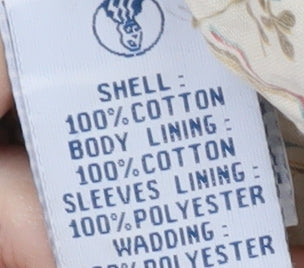 SHELL :
100% COTTON
BODY LINING :
100% COTTON
SLEEVES LINING :
100% POLYESTER
WADDING :
POLYESTER